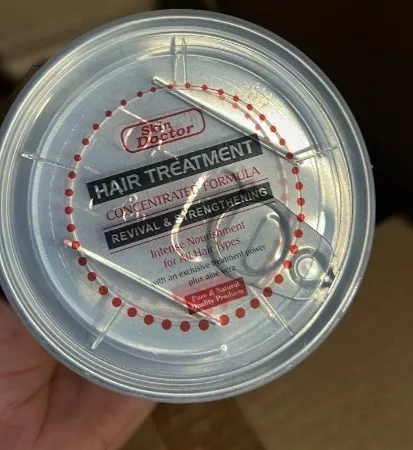 Skin
Doctor
HAIR TREATMENT
CONCENTRATED FORMULA
REVIVAL & STRENGTHENING
Intense Nourishment
for All Hair Types
with an exclusive treatment power
plus aloe vera
Pure & Natural
Quality Products